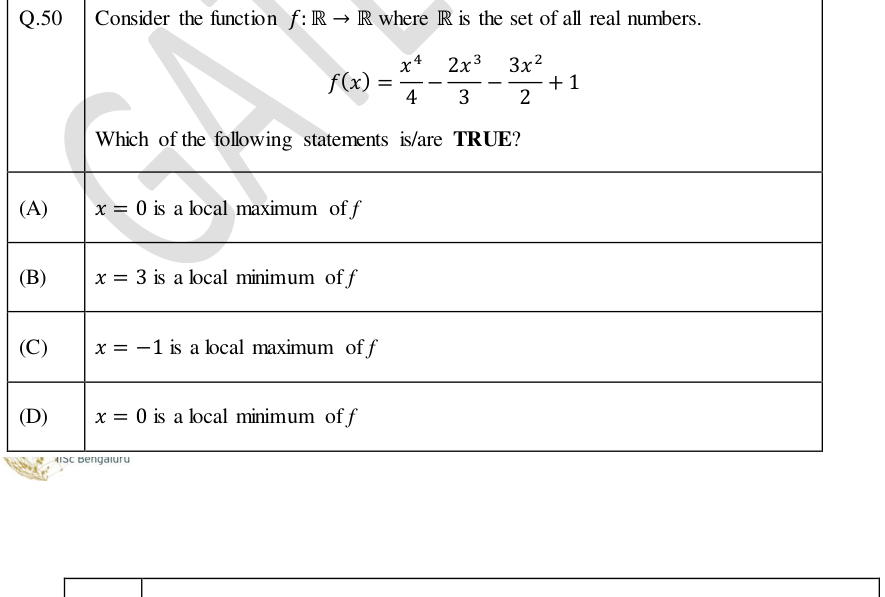 Q.50 Consider the function f: ℝ → ℝ where ℝ is the set of all real numbers.
f(x) = x⁴/4 − 2x³/3 − 3x²/2 + 1
Which of the following statements is/are TRUE?
(A) x = 0 is a local maximum of f
(B) x = 3 is a local minimum of f
(C) x = −1 is a local maximum of f
(D) x = 0 is a local minimum of f
IISc Bengaluru